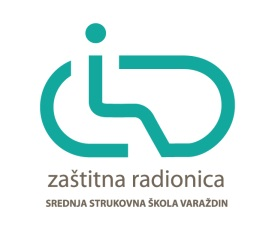 zaštitna radionica
SREDNJA STRUKOVNA ŠKOLA VARAŽDIN